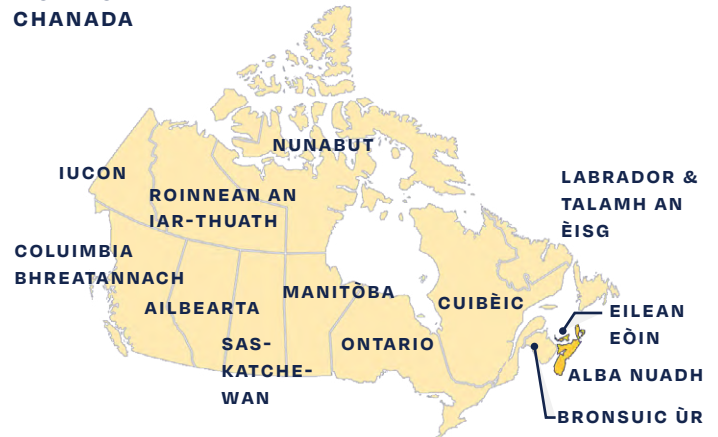 CHANADA
NUNABUT
IUCON
ROINNEAN AN
IAR-THUATH
LABRADOR &
TALAMH AN
ÈISG
COLUIMBIA
BHREATANNACH
AILBEARTA
MANITÒBA
CUIBÈIC
SAS-
KATCHE-
WAN
ONTARIO
EILEAN
EÒIN
ALBA NUADH
BRONSUIC ÙR